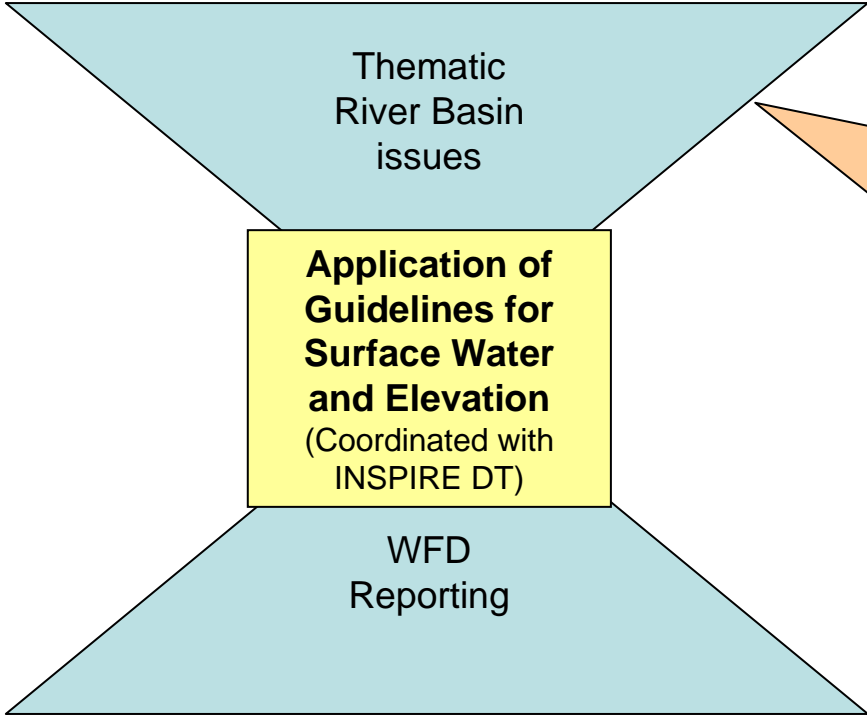 Thematic
River Basin
issues
Application of
Guidelines for
Surface Water
and Elevation
(Coordinated with
INSPIRE DT)
WFD
Reporting